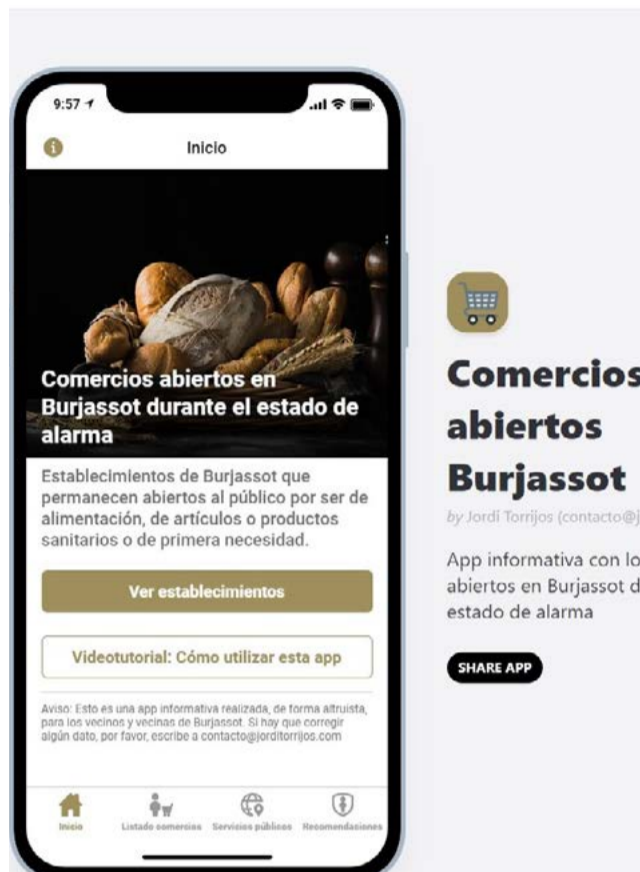 9:57
Inicio
Comercios abiertos en
Burjassot durante el estado de
alarma
Establecimientos de Burjassot que
permanecen abiertos al público por ser de
alimentación, de artículos o productos
sanitarios o de primera necesidad.
Ver establecimientos
Videotutorial: Cómo utilizar esta app
Aviso: Esto es una app informativa realizada, de forma altruista,
para los vecinos y vecinas de Burjassot. Si hay que corregir
algún dato, por favor, escribe a contacto@jorditorrijos.com
Inicio
Listado comercios
Servicios públicos
Recomendaciones
Comercios
abiertos
Burjassot
by Jordi Torrijos (contacto@j
App informativa con lo
abiertos en Burjassot d
estado de alarma
SHARE APP